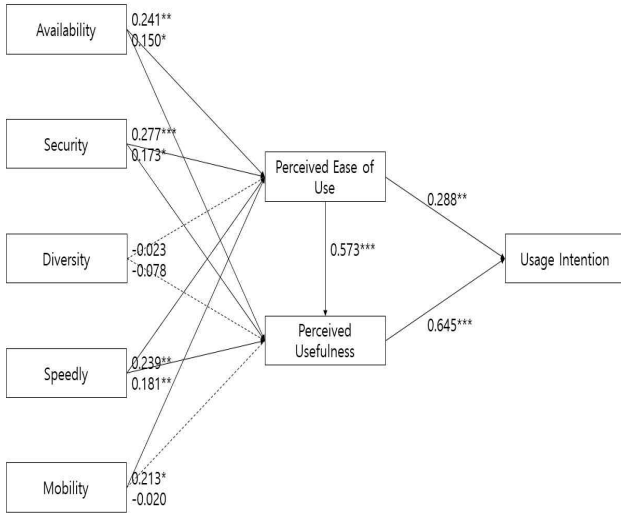 Availability
0.241**
0.150*
Security
0.277***
0.173*
Perceived Ease of
Use
0.288**
Diversity
-0.023
-0.078
0.573***
Usage Intention
Perceived
Usefulness
0.645***
Speedly
0.239**
0.181**
Mobility
0.213*
-0.020